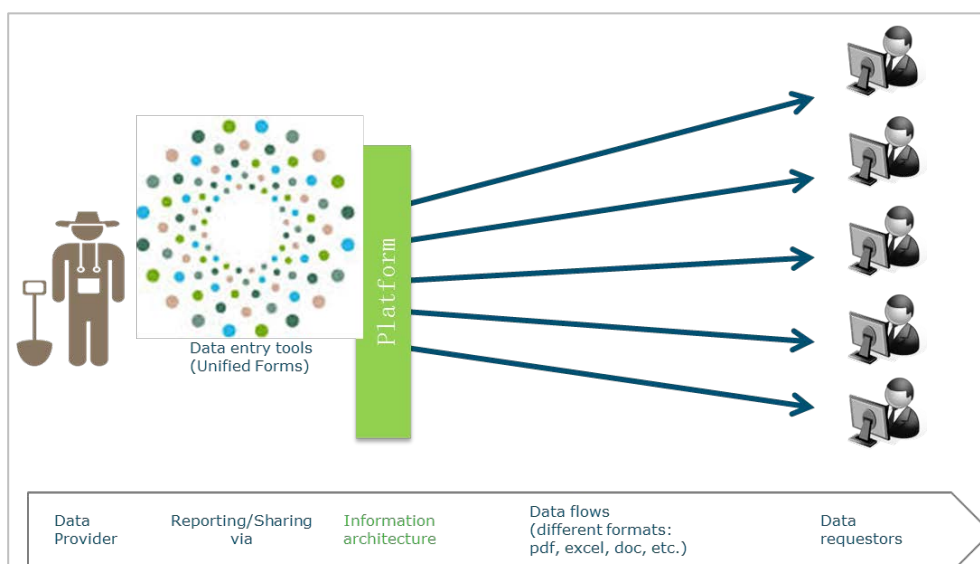 Platform
Data entry tools
(Unified Forms)
Data
Provider
Reporting/Sharing
via
Information
architecture
Data flows
(different formats:
pdf, excel, doc, etc.)
Data
requestors